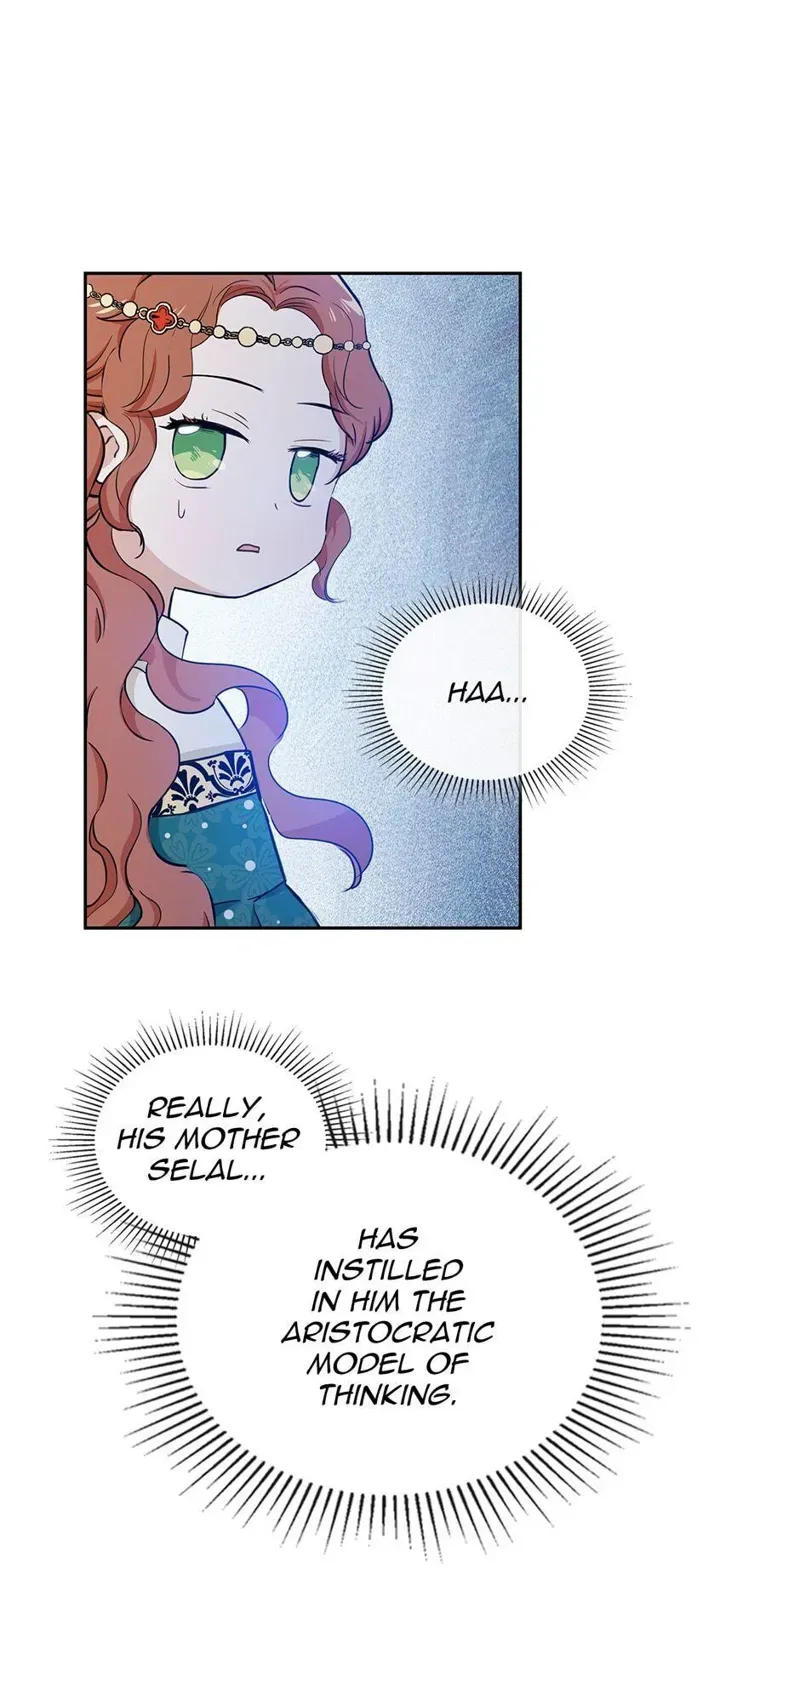 HAA...
REALLY,
HIS MOTHER
SELAL...
HAS
INSTILLED
IN HIM THE
ARISTOCRATIC
MODEL OF
THINKING.